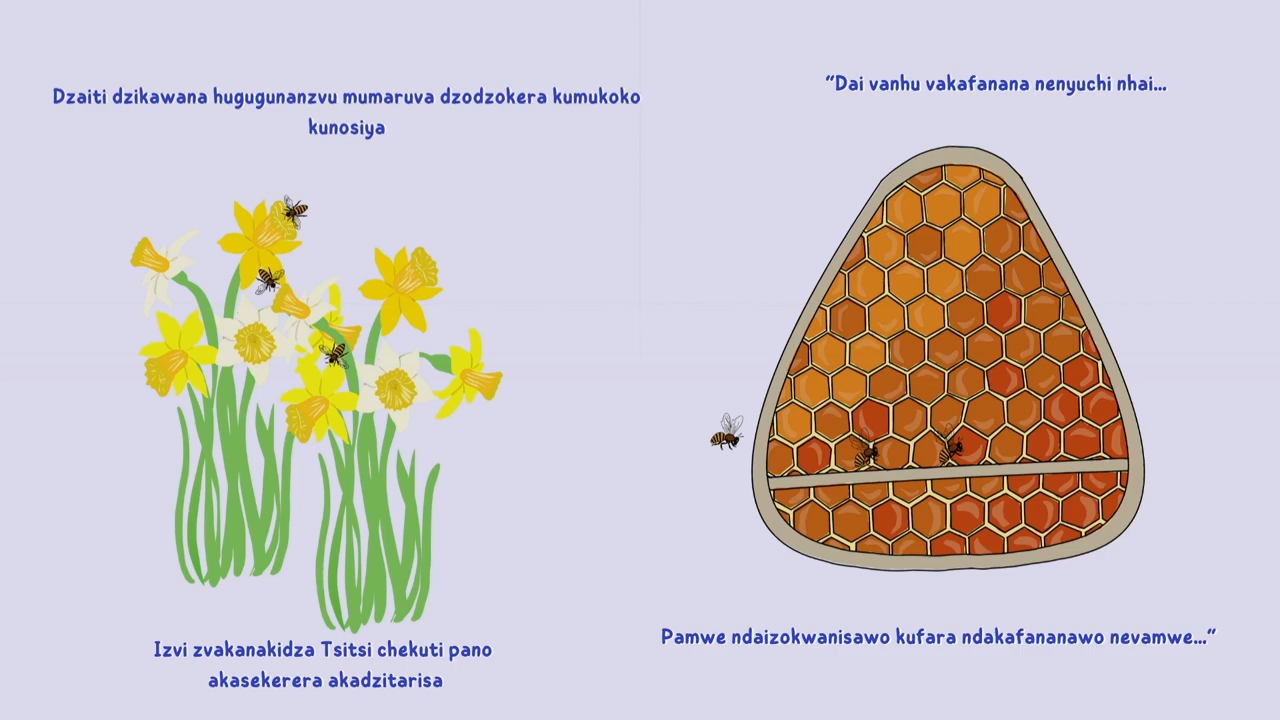 Dzaiti dzikawana hugugunanzvu mumaruva dzodzokera kumukoko
kunosiya
Izvi zvakanakidza Tsitsi chekuti pano
akasekerera akadzitarisa
“Dai vanhu vakafanana nenyuchi nhai...
Pamwe ndaizokwanisawo kufara ndakafananawo nevamwe...”